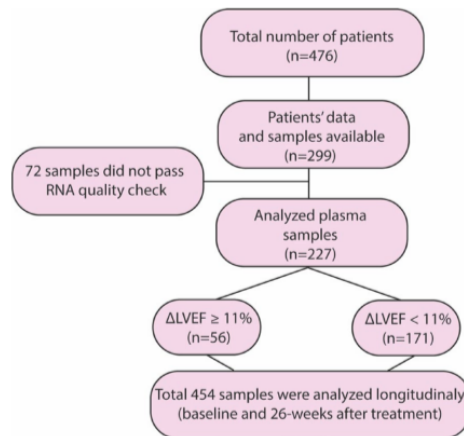 Total number of patients
(n=476)
Patients' data
and samples available
(n=299)
72 samples did not pass
RNA quality check
Analyzed plasma
samples
(n=227)
ΔLVEF ≥ 11%
(n=56)
ΔLVEF < 11%
(n=171)
Total 454 samples were analyzed longitudinaly
(baseline and 26-weeks after treatment)